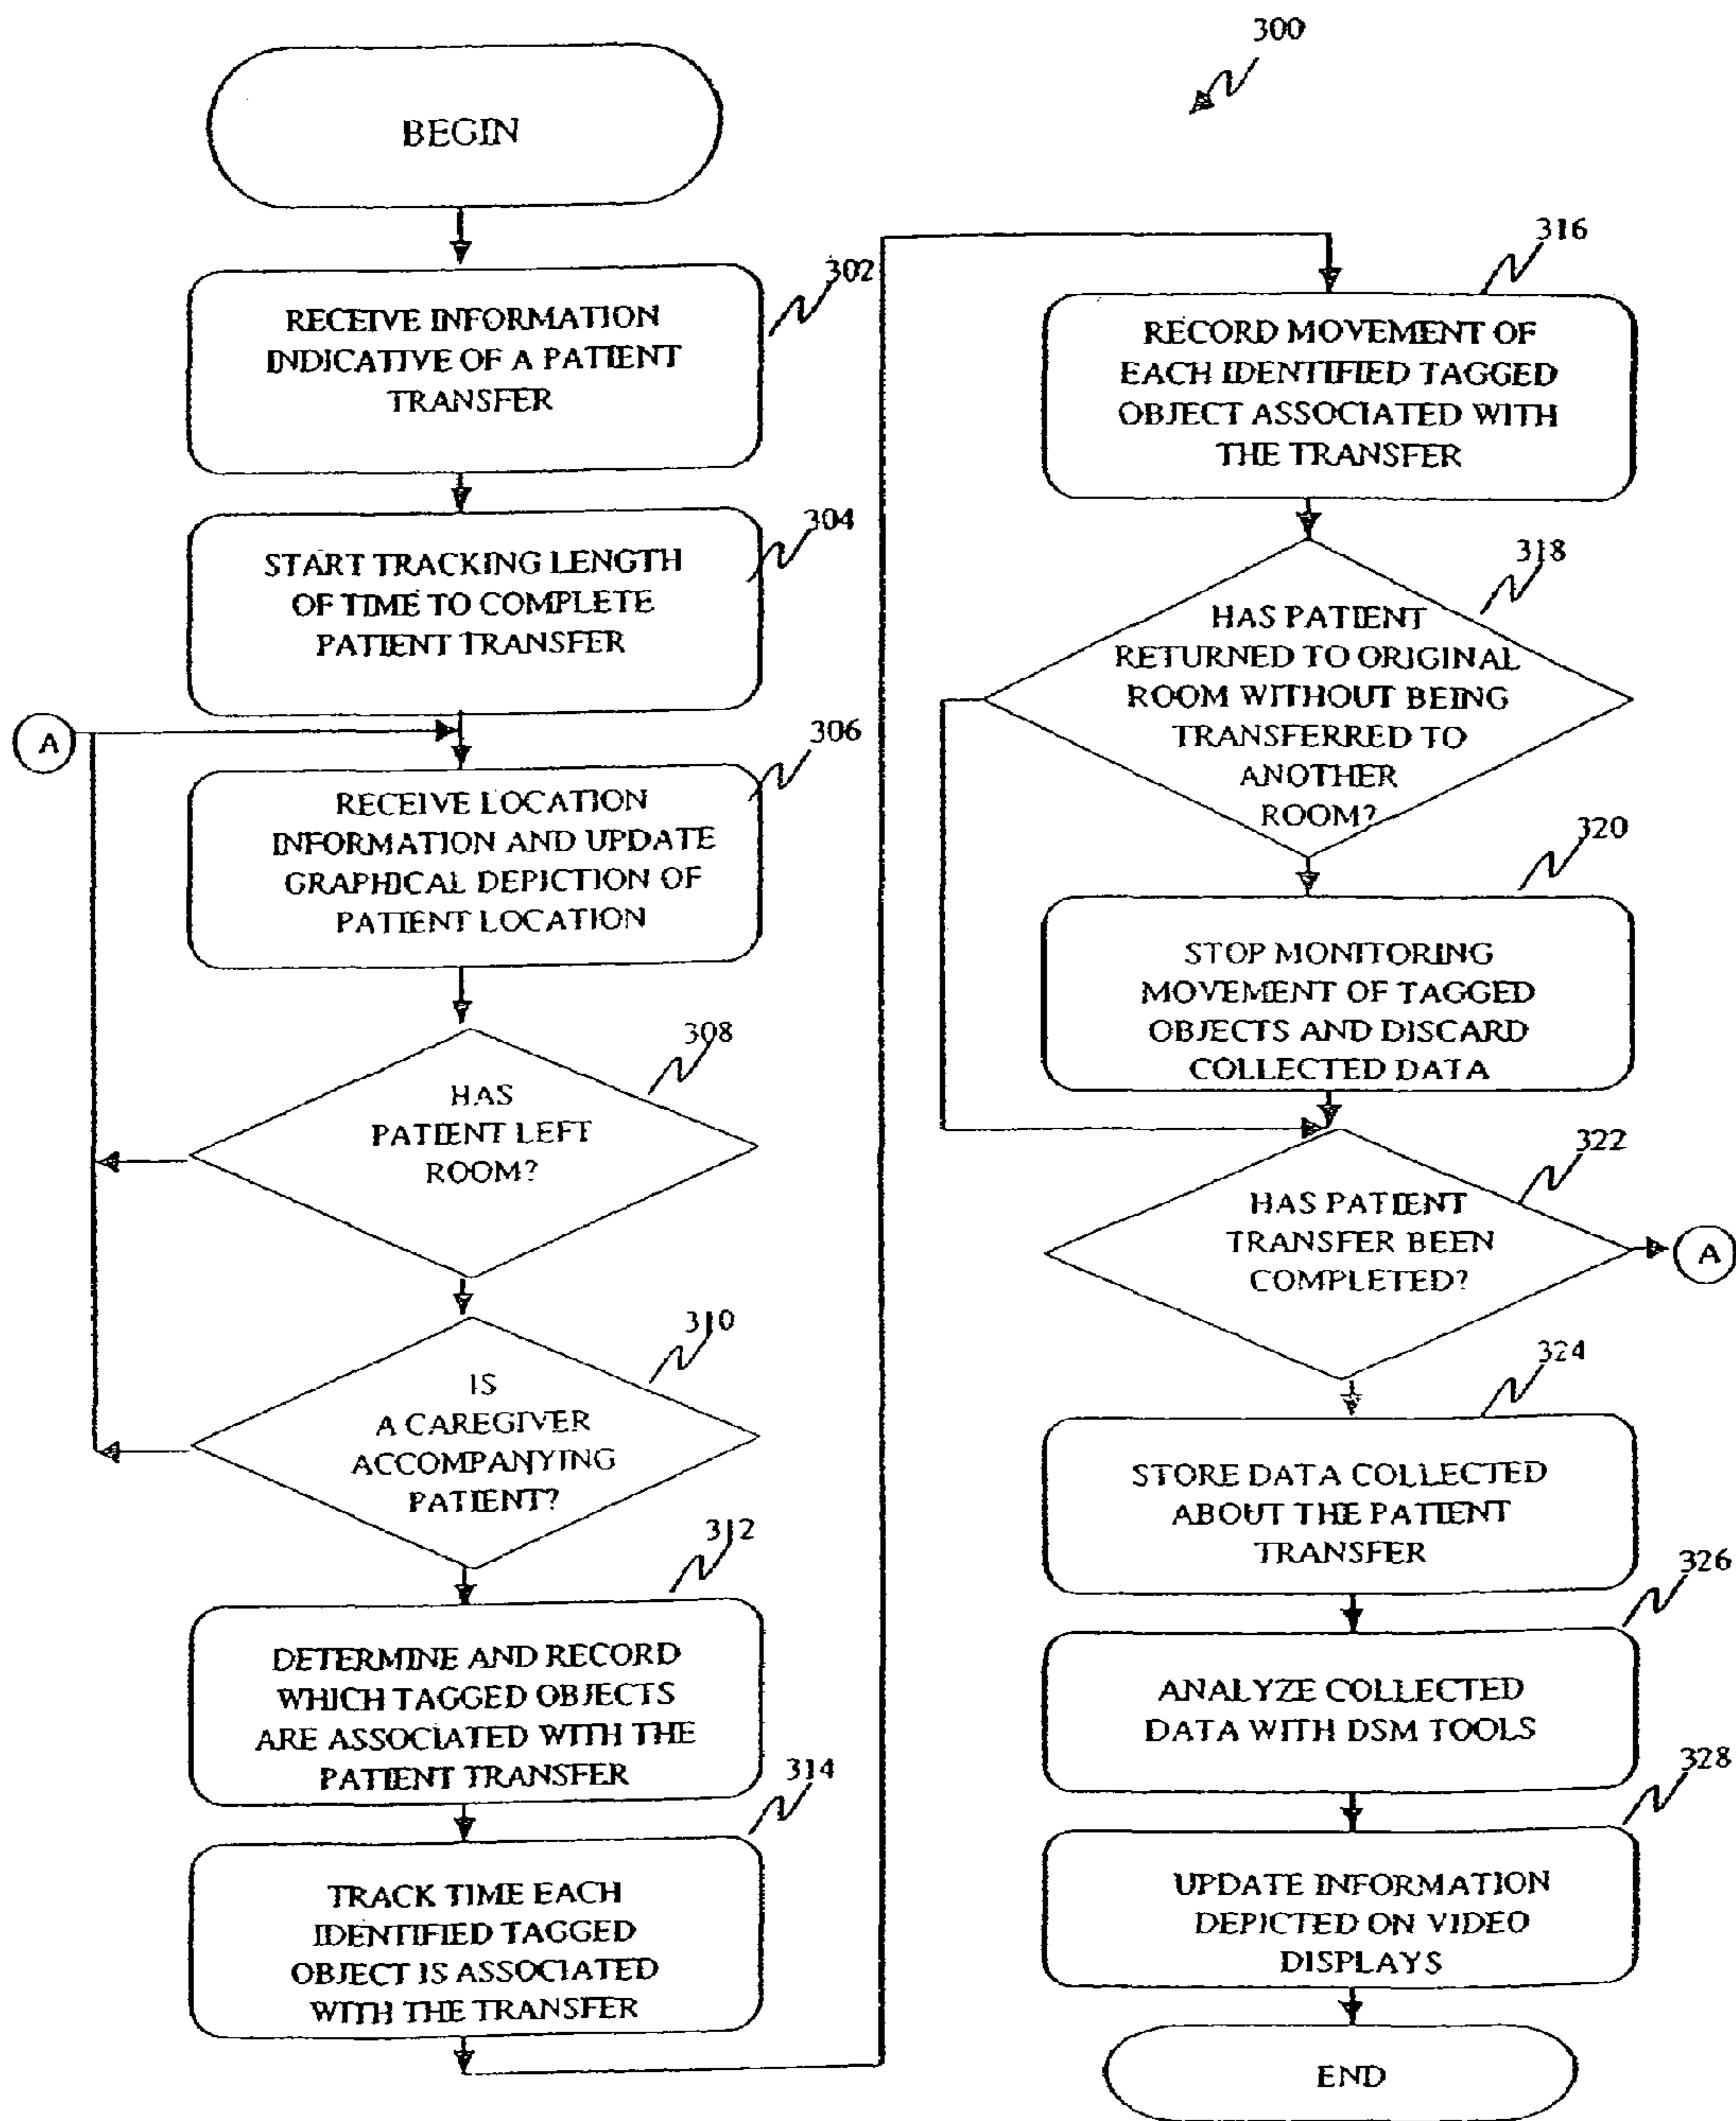 300
BEGIN
302
RECEIVE INFORMATION
INDICATIVE OF A PATIENT
TRANSFER
304
START TRACKING LENGTH
OF TIME TO COMPLETE
PATIENT TRANSFER
A
306
RECEIVE LOCATION
INFORMATION AND UPDATE
GRAPHICAL DEPICTION OF
PATIENT LOCATION
308
HAS
PATIENT LEFT
ROOM?
310
IS
A CAREGIVER
ACCOMPANYING
PATIENT?
312
DETERMINE AND RECORD
WHICH TAGGED OBJECTS
ARE ASSOCIATED WITH THE
PATIENT TRANSFER
314
TRACK TIME EACH
IDENTIFIED TAGGED
OBJECT IS ASSOCIATED
WITH THE TRANSFER
316
RECORD MOVEMENT OF
EACH IDENTIFIED TAGGED
OBJECT ASSOCIATED WITH
THE TRANSFER
318
HAS PATIENT
RETURNED TO ORIGINAL
ROOM WITHOUT BEING
TRANSFERRED TO
ANOTHER
ROOM?
320
STOP MONITORING
MOVEMENT OF TAGGED
OBJECTS AND DISCARD
COLLECTED DATA
322
HAS PATIENT
TRANSFER BEEN
COMPLETED?
A
324
STORE DATA COLLECTED
ABOUT THE PATIENT
TRANSFER
326
ANALYZE COLLECTED
DATA WITH DSM TOOLS
328
UPDATE INFORMATION
DEPICTED ON VIDEO
DISPLAYS
END